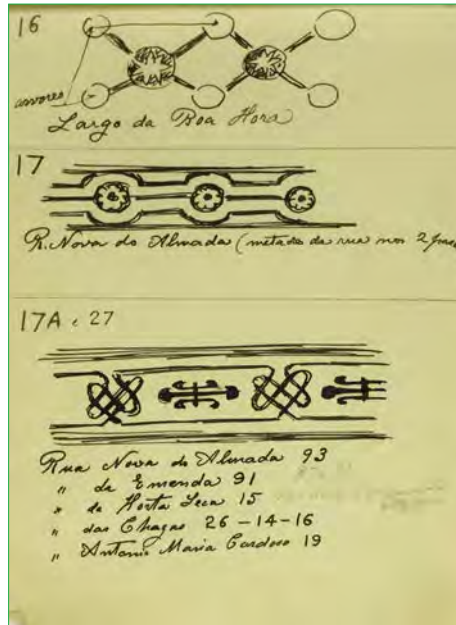 16
arvores
Largo da Boa Hora
17
R. Nova do Almada (metade da rua nos 2
17A e 27
Rua Nova do Almada 93
" da Emenda 91
" da Horta Seca 15
" das Chagas 26 - 14 - 16
" Antonio Maria Cardoso 19